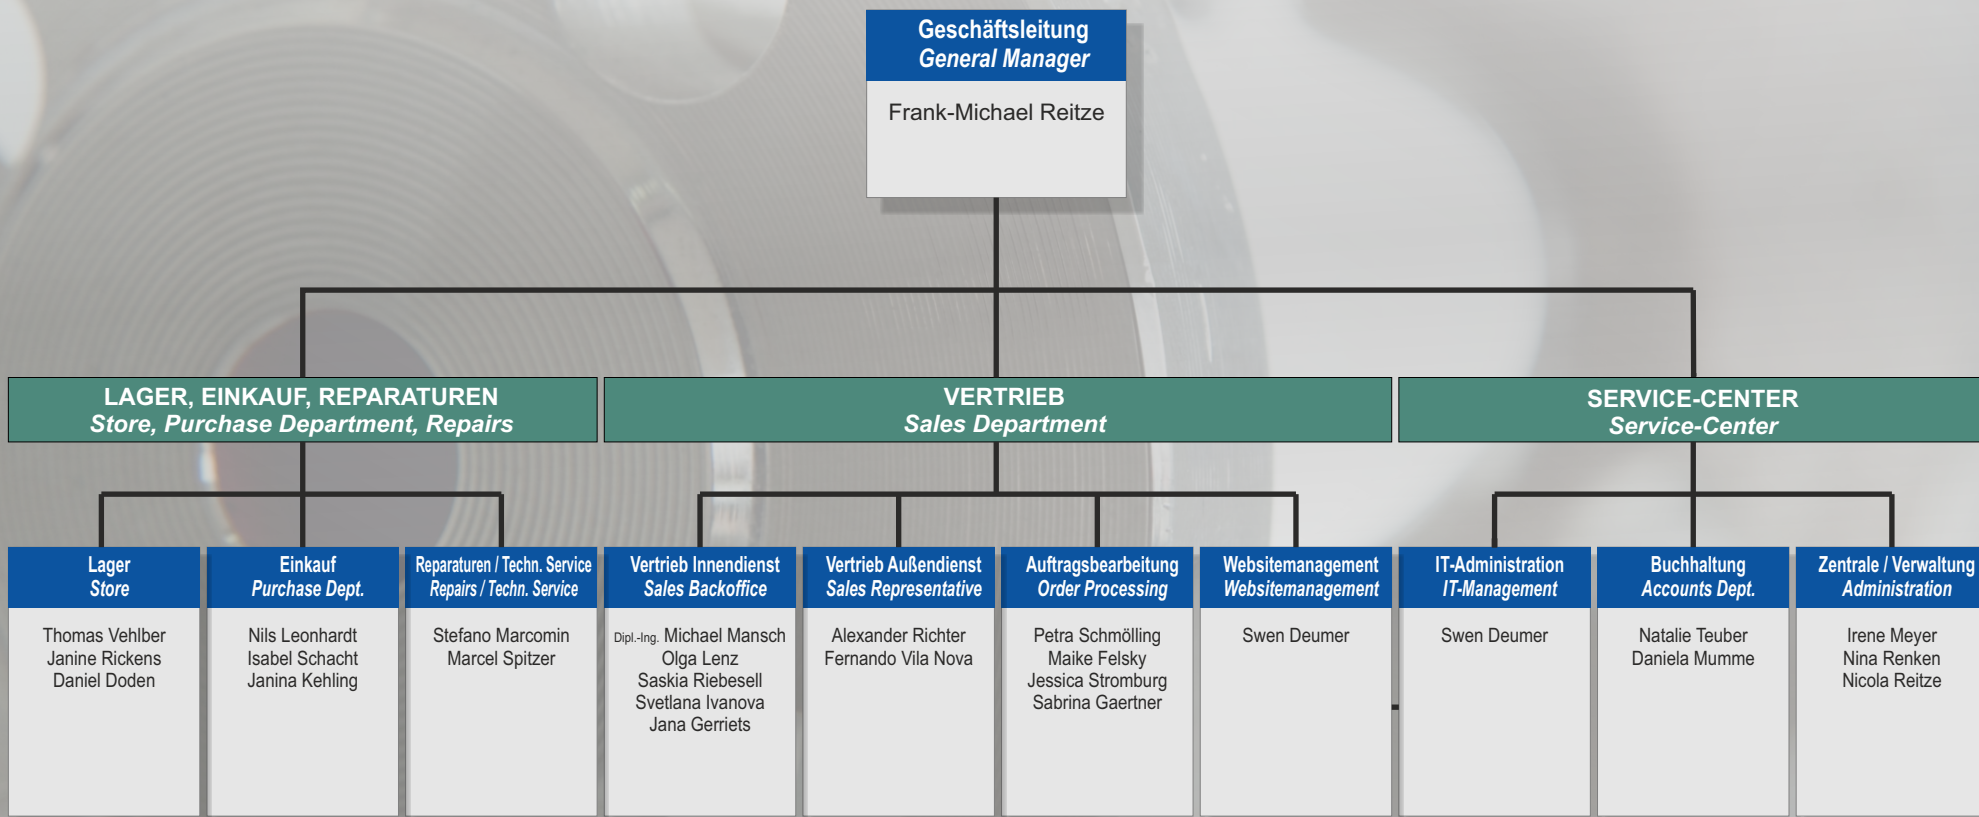 Geschäftsleitung
General Manager
Frank-Michael Reitze
LAGER, EINKAUF, REPARATUREN
Store, Purchase Department, Repairs
VERTRIEB
Sales Department
SERVICE-CENTER
Service-Center
Lager
Store
Thomas Vehlber
Janine Rickens
Daniel Doden
Einkauf
Purchase Dept.
Nils Leonhardt
Isabel Schacht
Janina Kehling
Reparaturen / Techn. Service
Repairs / Techn. Service
Stefano Marcomin
Marcel Spitzer
Vertrieb Innendienst
Sales Backoffice
Dipl.-Ing. Michael Mansch
Olga Lenz
Saskia Riebesell
Svetlana Ivanova
Jana Gerriets
Vertrieb Außendienst
Sales Representative
Alexander Richter
Fernando Vila Nova
Auftragsbearbeitung
Order Processing
Petra Schmölling
Maike Felsky
Jessica Stromburg
Sabrina Gaertner
Websitemanagement
Websitemanagement
Swen Deumer
IT-Administration
IT-Management
Swen Deumer
Buchhaltung
Accounts Dept.
Natalie Teuber
Daniela Mumme
Zentrale / Verwaltung
Administration
Irene Meyer
Nina Renken
Nicola Reitze